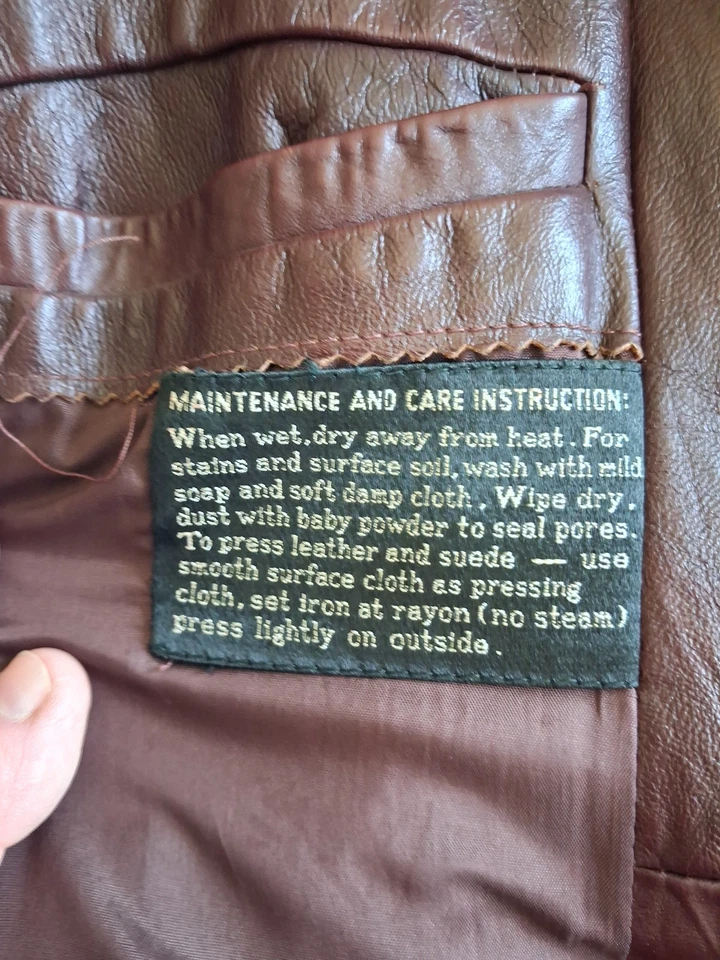 MAINTENANCE AND CARE INSTRUCTION:
When wet, dry away from heat. For
stains and surface soil, wash with mild
soap and soft damp cloth. Wipe dry,
dust with baby powder to seal pores.
To press leather and suede — use
smooth surface cloth as pressing
cloth, set iron at rayon (no steam)
press lightly on outside.